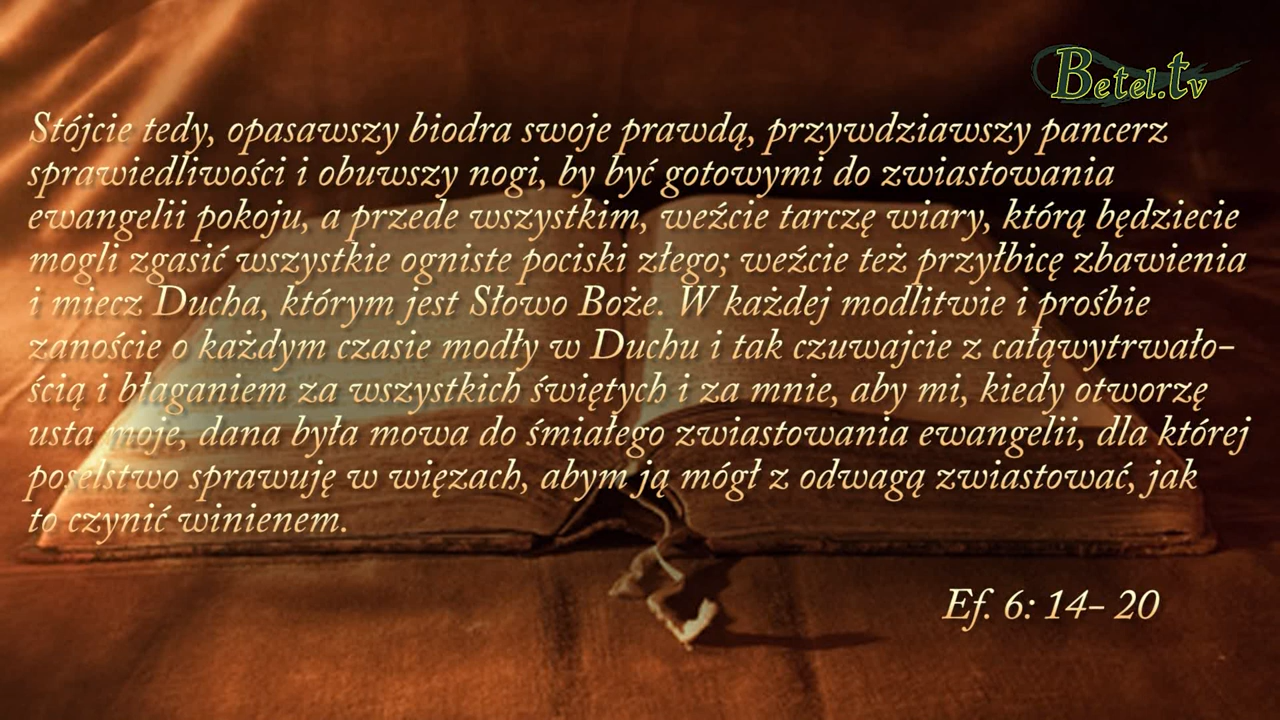 Betel.tv
Stójcie tedy, opasawszy biodra swoje prawdą, przywdziawszy pancerz
sprawiedliwości i obuwszy nogi, by być gotowymi do zwiastowania
ewangelii pokoju, a przede wszystkim, weźcie tarczę wiary, którą będziecie
mogli zgasić wszystkie ogniste pociski złego; weźcie też przyłbicę zbawienia
i miecz Ducha, którym jest Słowo Boże. W każdej modlitwie i prośbie
zanoście o każdym czasie modły w Duchu i tak czuwajcie z całąwytrwało-
ścią i błaganiem za wszystkich świętych i za mnie, aby mi, kiedy otworzę
usta moje, dana była mowa do śmiałego zwiastowania ewangelii, dla której
poselstwo sprawuję w więzach, abym ją mógł z odwagą zwiastować, jak
to czynić winienem.
Ef. 6: 14- 20